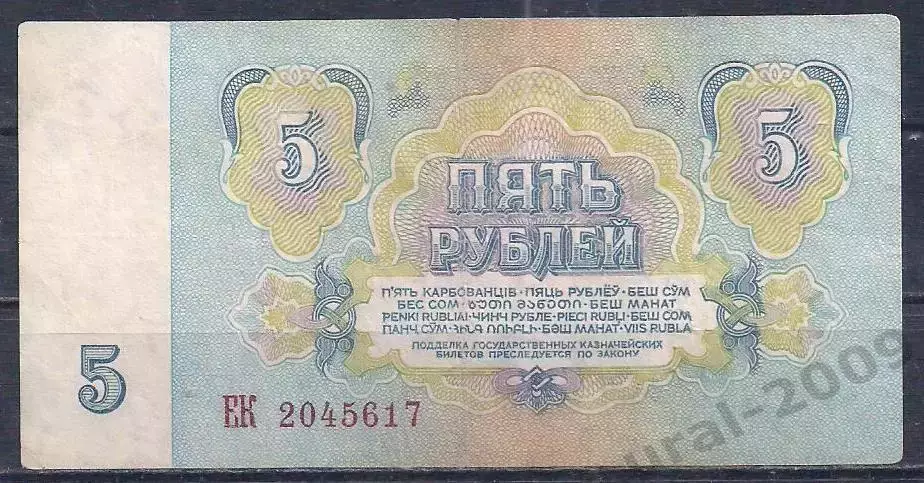 5 5
ПЯТЬ
РУБЛЕЙ
П'ЯТЬ КАРБОВАНЦІВ · ПЯЦЬ РУБЛЁЎ · БЕШ СЎМ
БЕС СОМ · ᲮᲣᲗᲘ ᲛᲐᲜᲔᲗᲘ · БЕШ МАНАТ
PENKI RUBLIAI · ЧИНЧ РУБЛЕ · PIECI RUBĻI · БЕШ СОМ
ПАНҶ СЎМ · ՀԻՆԳ ՌՈՒԲԼԻ · БӘШ МАНАТ · VIIS RUBLA
ПОДДЕЛКА ГОСУДАРСТВЕННЫХ КАЗНАЧЕЙСКИХ
БИЛЕТОВ ПРЕСЛЕДУЕТСЯ ПО ЗАКОНУ
5
ЕК 2045617
ural-2009